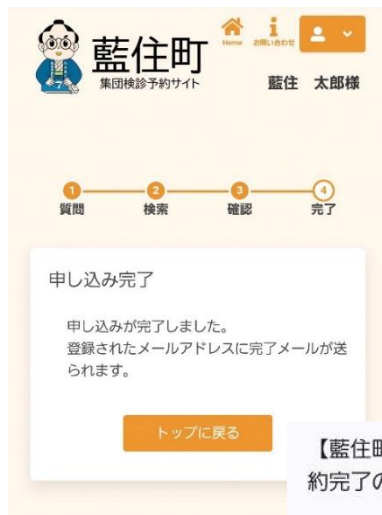 藍住町
集団検診予約サイト
Home
お問い合わせ
藍住 太郎様
1 2 3 4
質問 検索 確認 完了
申し込み完了
申し込みが完了しました。
登録されたメールアドレスに完了メールが送
られます。
トップに戻る
【藍住町
約完了の